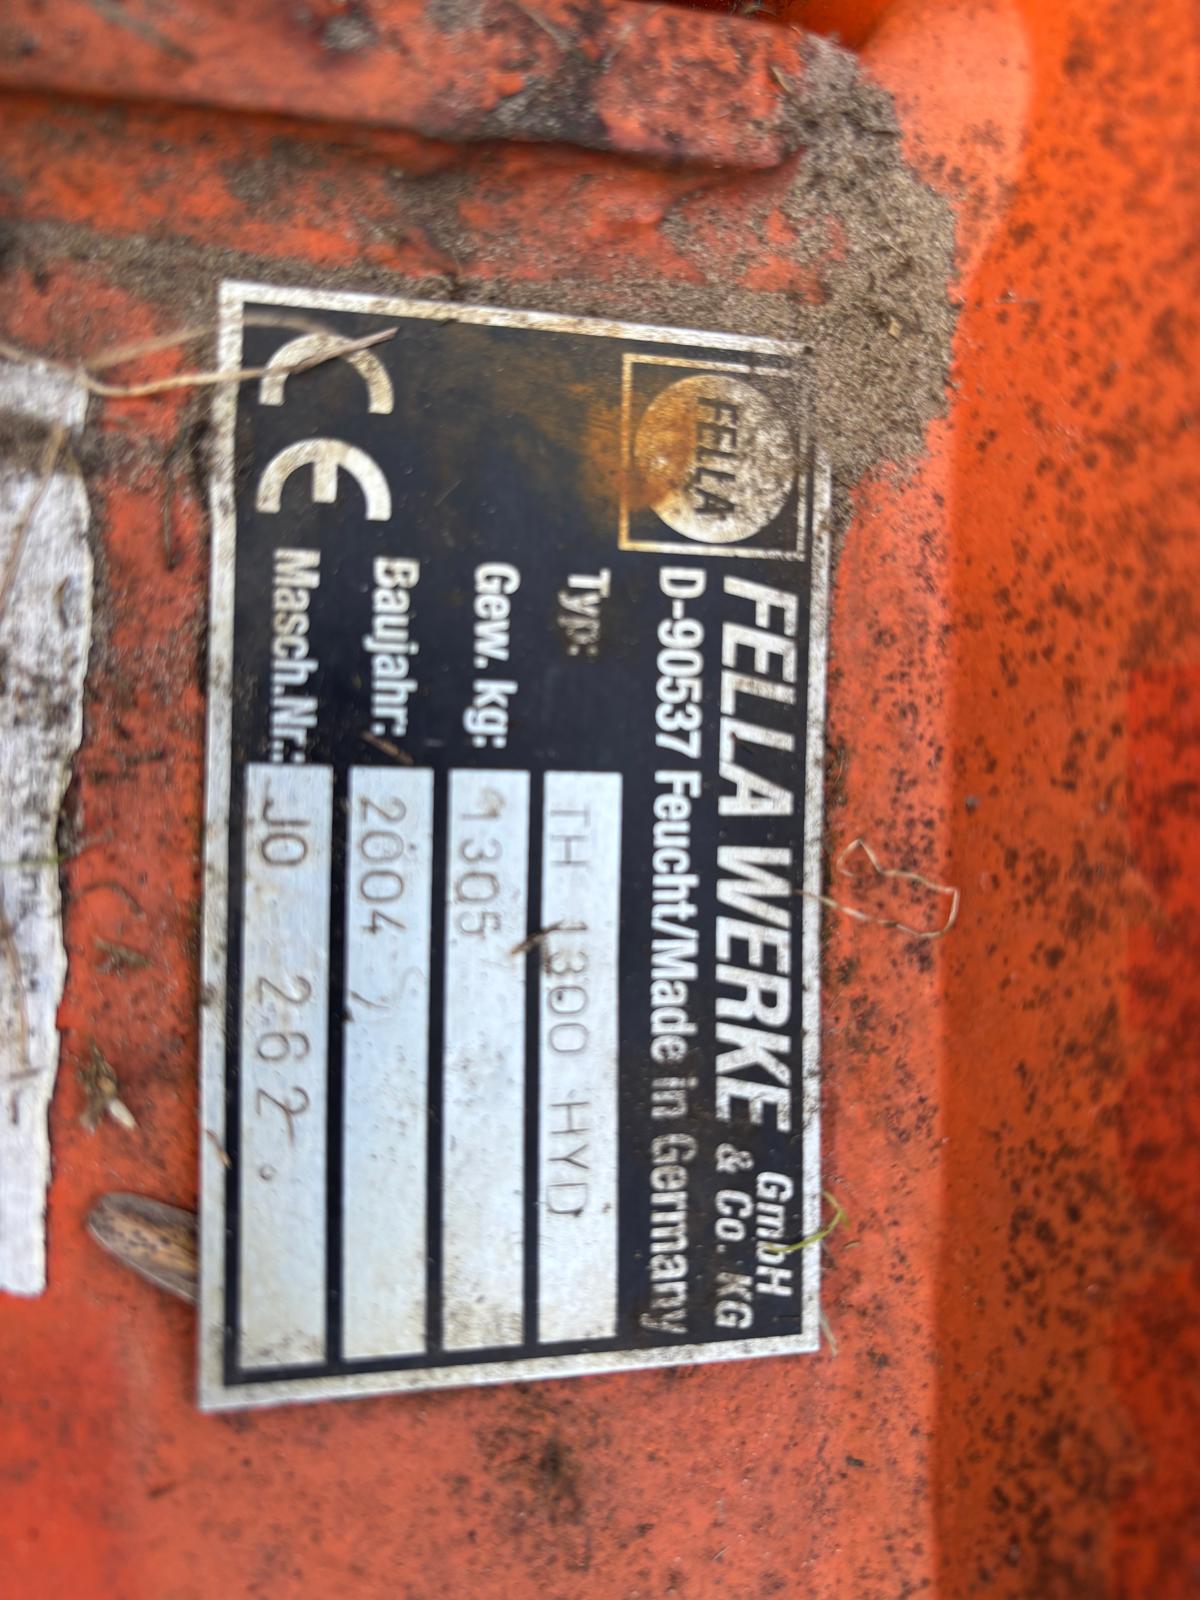 FELLA
FELLA WERKE GmbH & Co. KG
D-90537 Feucht/Made in Germany
Typ: TH 1300 HYD
Gew. kg: 1305
Baujahr: 2004
CE Masch.Nr.: JO 262